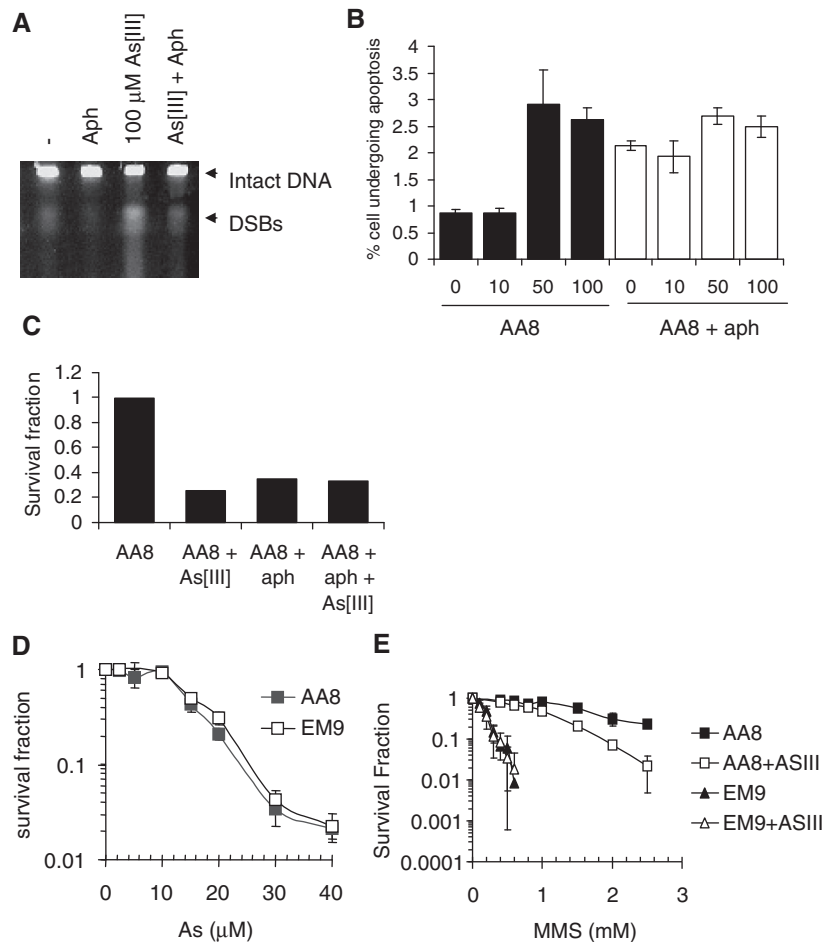 A
-
Aph
100 µM As[III]
As[III] + Aph
Intact DNA
DSBs
B
% cell undergoing apoptosis
4
3.5
3
2.5
2
1.5
1
0.5
0
0 10 50 100 0 10 50 100
AA8 AA8 + aph
C
Survival fraction
1.2
1
0.8
0.6
0.4
0.2
0
AA8 AA8 + AA8 + AA8 +
As[III] aph aph +
As[III]
D
survival fraction
1
0.1
0.01
0 10 20 30 40
As (µM)
AA8
EM9
E
Survival Fraction
1
0.1
0.01
0.001
0.0001
0 1 2 3
MMS (mM)
AA8
AA8+ASIII
EM9
EM9+ASIII